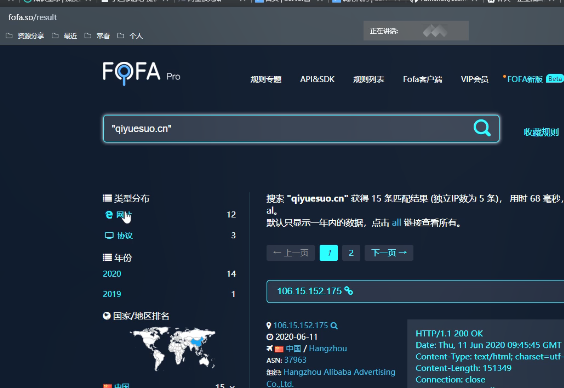 fofa.so/result
资源分享
最近
常看
个人
正在讲话:
FOFA Pro
规则专题
API&SDK
规则列表
Fofa客户端
VIP会员
FOFA新版 Beta
"qiyuesuo.cn"
收藏规则
类型分布
网站 12
协议 3
年份
2020 14
2019 1
国家/地区排名
中国 15
搜索 "qiyuesuo.cn" 获得 15 条匹配结果 (独立IP数为 5 条)， 用时 68 毫秒,
al。
默认只显示一年内的数据，点击 all 链接查看所有。
← 上一页 1 2 下一页 →
106.15.152.175
106.15.152.175
2020-06-11
中国 / Hangzhou
ASN: 37963
组织: Hangzhou Alibaba Advertising
Co.,Ltd.
HTTP/1.1 200 OK
Date: Thu, 11 Jun 2020 09:45:45 GMT
Content-Type: text/html; charset=utf
Content-Length: 151349
Connection: close